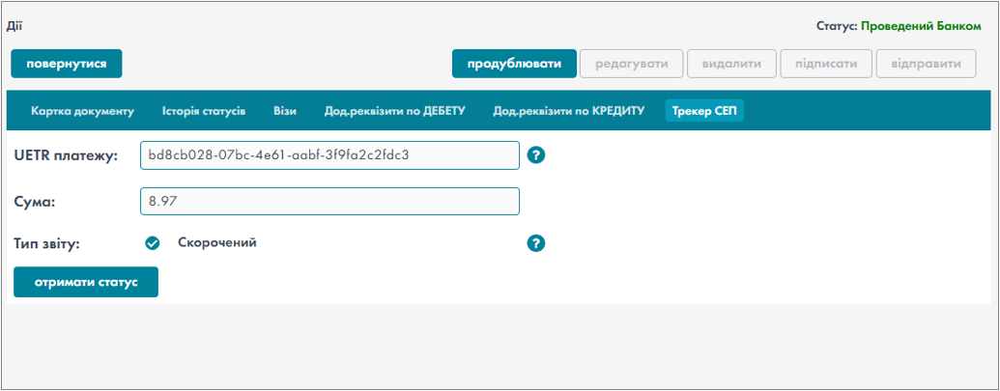 Дії Статус: Проведений Банком
повернутися продублювати редагувати видалити підписати відправити
Картка документу Історія статусів Візи Дод.реквізити по ДЕБЕТУ Дод.реквізити по КРЕДИТУ Трекер СЕП
UETR платежу: bd8cb028-07bc-4e61-aabf-3f9fa2c2fdc3 ?
Сума: 8.97
Тип звіту: Скорочений ?
отримати статус